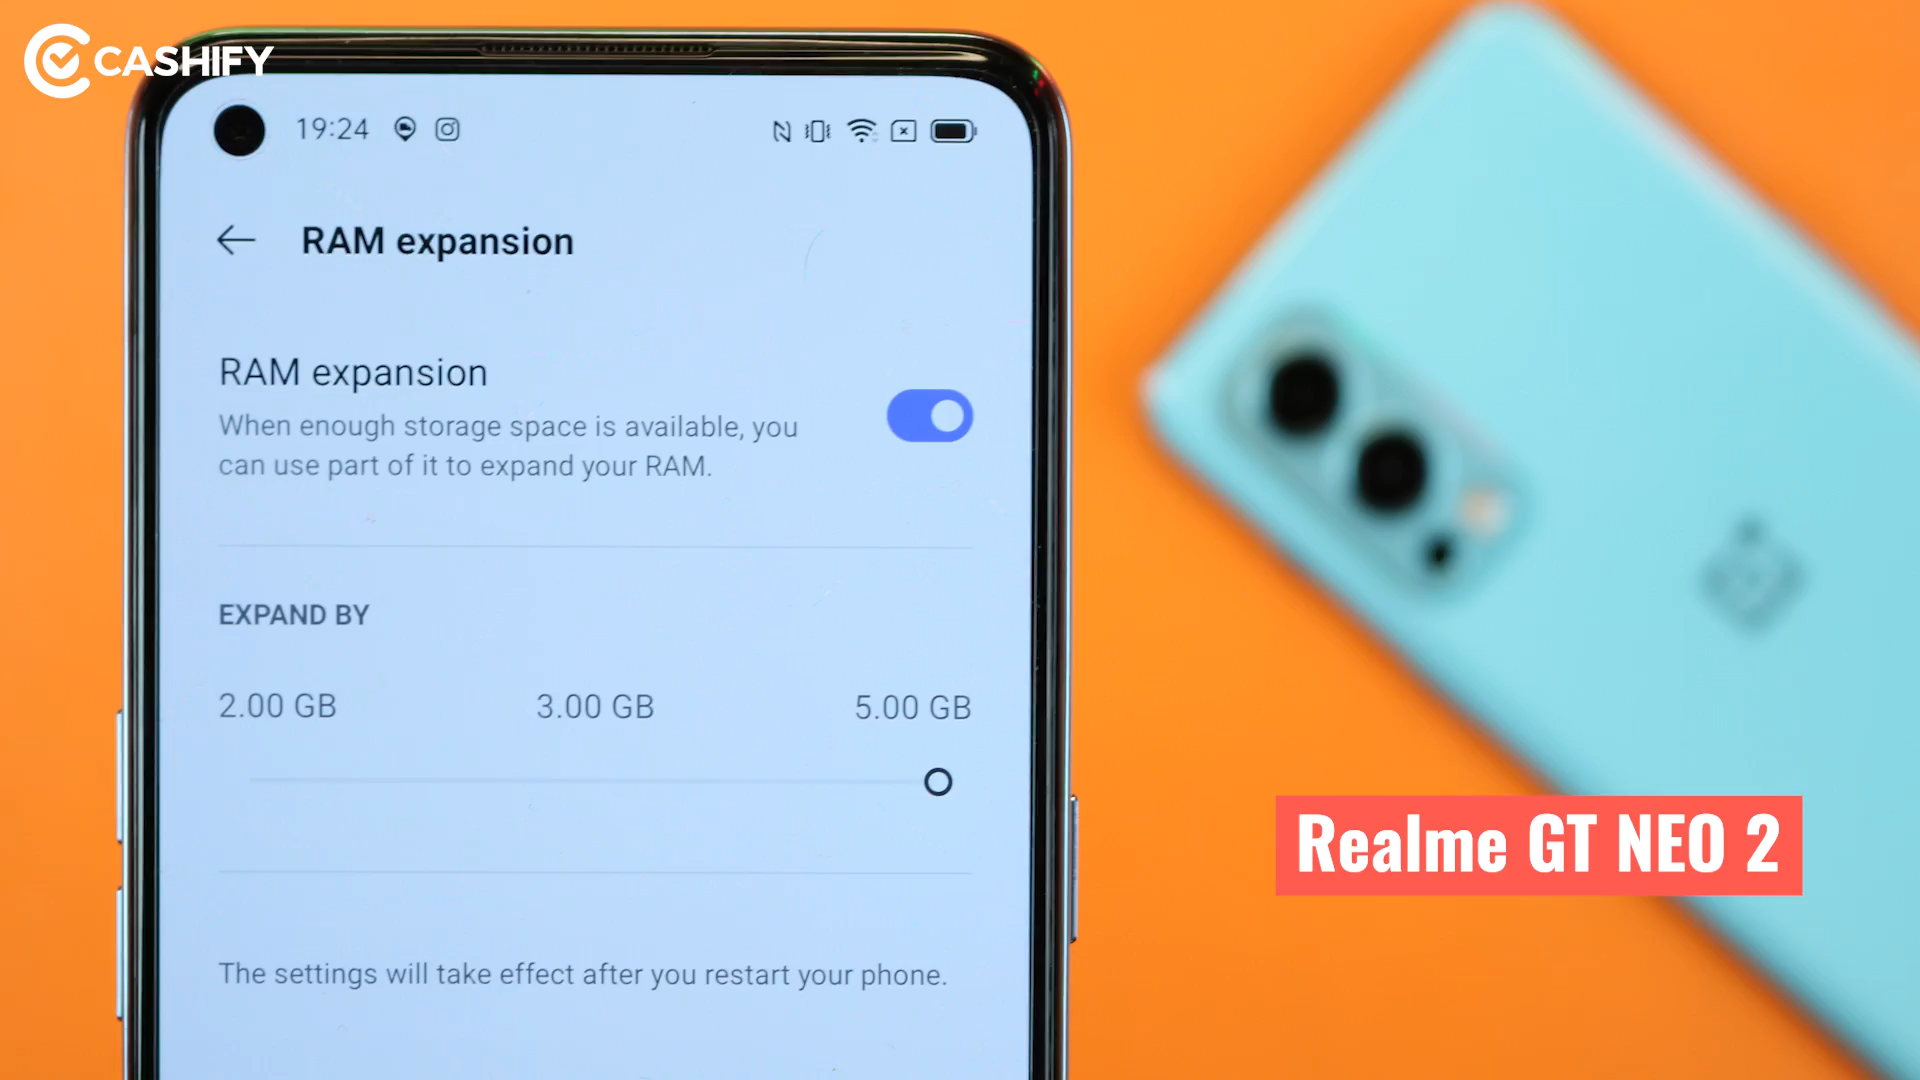 CASHIFY
19:24
RAM expansion
RAM expansion
When enough storage space is available, you
can use part of it to expand your RAM.
EXPAND BY
2.00 GB 3.00 GB 5.00 GB
The settings will take effect after you restart your phone.
Realme GT NEO 2